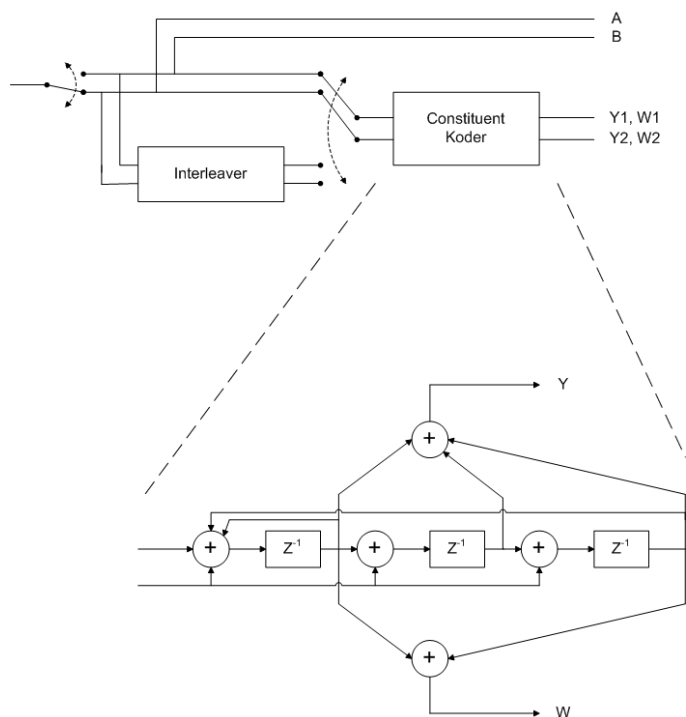 A
B
Y1, W1
Y2, W2
Constituent
Koder
Interleaver
Y
+
+
Z-1
+
Z-1
+
Z-1
+
W